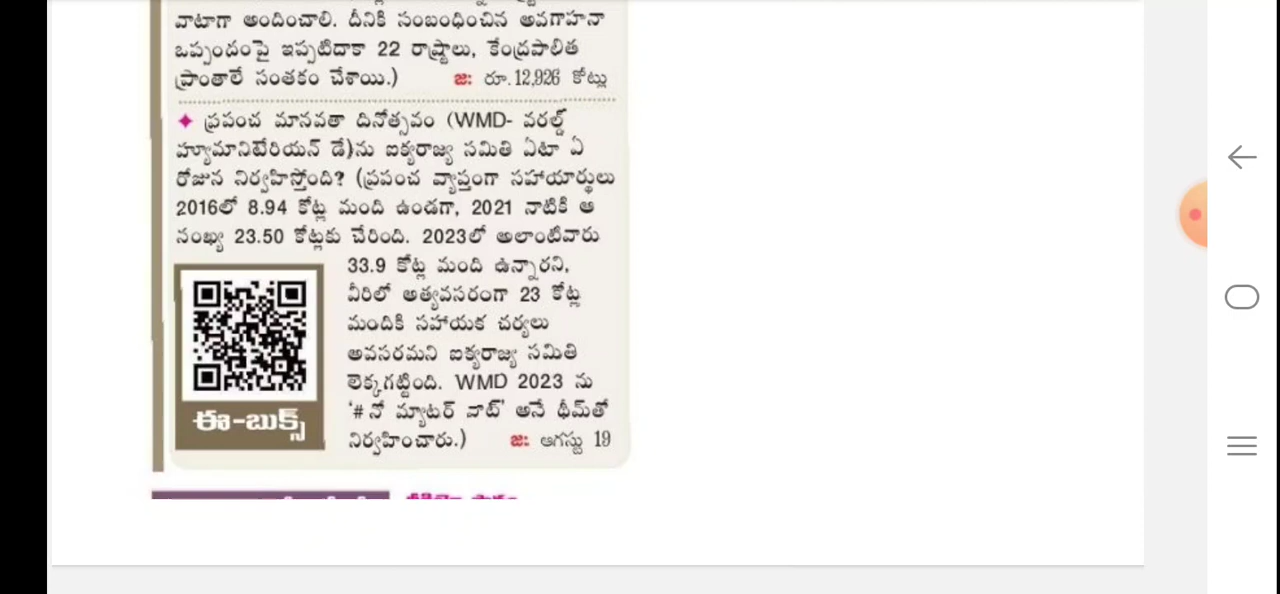 వాటాగా అందించాలి. దీనికి సంబంధించిన అవగాహనా
ఒప్పందంపై ఇప్పటిదాకా 22 రాష్ట్రాలు, కేంద్రపాలిత
ప్రాంతాలే సంతకం చేశాయి.) జ: రూ.12,926 కోట్లు
✦ ప్రపంచ మానవతా దినోత్సవం (WMD- వరల్డ్
హ్యూమానిటేరియన్ డే)ను ఐక్యరాజ్య సమితి ఏటా ఏ
రోజున నిర్వహిస్తోంది? (ప్రపంచ వ్యాప్తంగా సహాయార్థులు
2016లో 8.94 కోట్ల మంది ఉండగా, 2021 నాటికి ఆ
సంఖ్య 23.50 కోట్లకు చేరింది. 2023లో అలాంటివారు
33.9 కోట్ల మంది ఉన్నారని,
వీరిలో అత్యవసరంగా 23 కోట్ల
మందికి సహాయక చర్యలు
అవసరమని ఐక్యరాజ్య సమితి
లెక్కగట్టింది. WMD 2023 ను
'# నో మ్యాటర్ వాట్' అనే థీమ్‌తో
నిర్వహించారు.) జ: ఆగస్టు 19
ఈ-బుక్స్